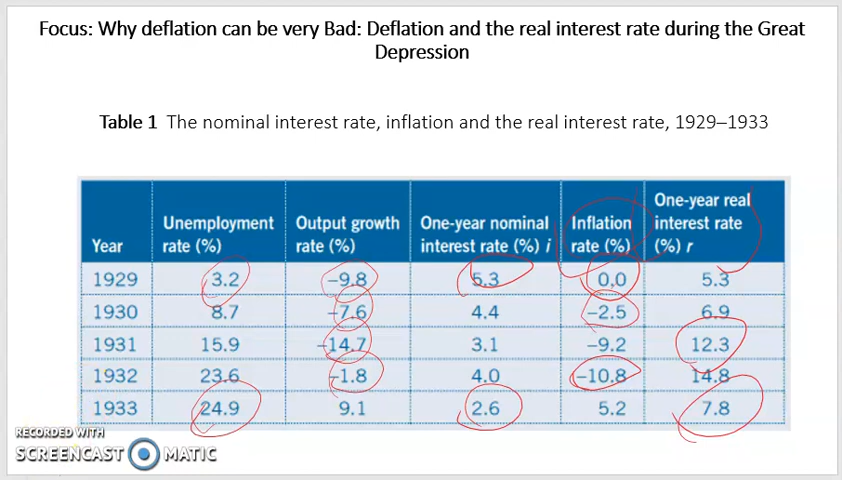 Focus: Why deflation can be very Bad: Deflation and the real interest rate during the Great
Depression
Table 1 The nominal interest rate, inflation and the real interest rate, 1929–1933
Year Unemployment rate (%) Output growth rate (%) One-year nominal interest rate (%) i Inflation rate (%) One-year real interest rate (%) r
1929 3.2 −9.8 5.3 0,0 5.3
1930 8.7 −7.6 4.4 −2.5 6.9
1931 15.9 −14.7 3.1 −9.2 12.3
1932 23.6 −1.8 4.0 −10.8 14.8
1933 24.9 9.1 2.6 5.2 7.8
RECORDED WITH
SCREENCAST MATIC